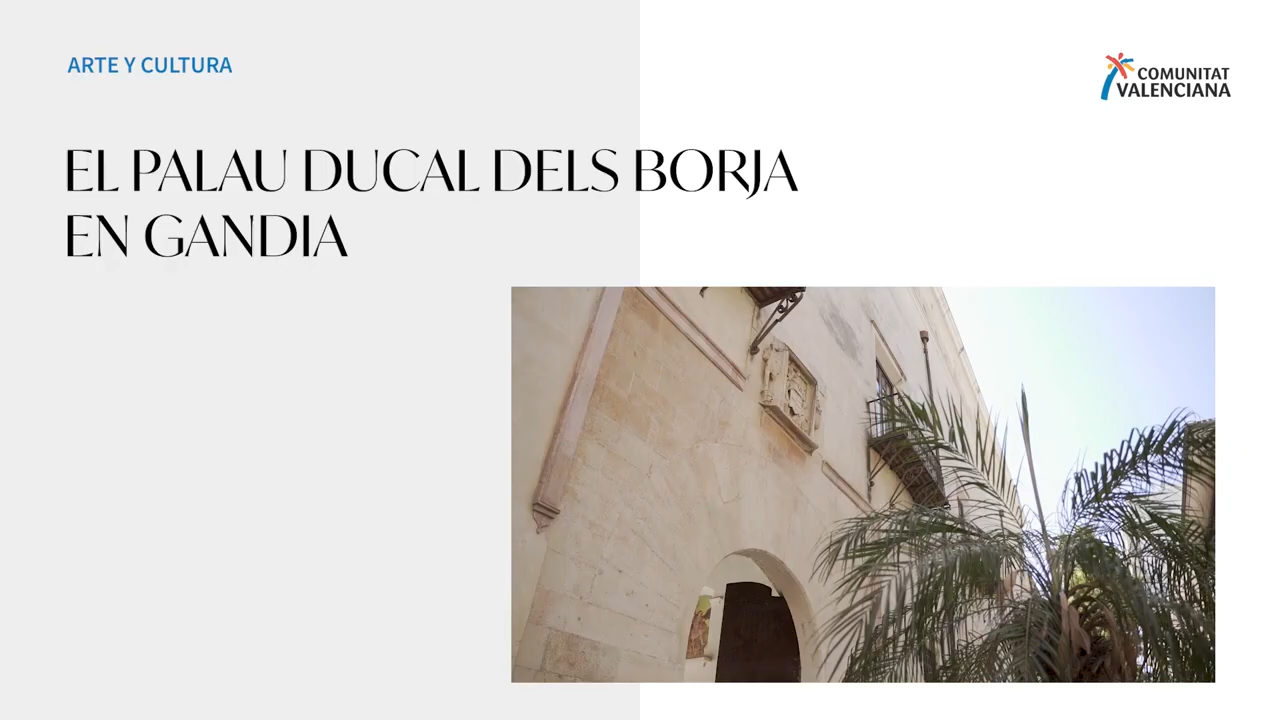 ARTE Y CULTURA
COMUNITAT
VALENCIANA
EL PALAU DUCAL DELS BORJA
EN GANDIA